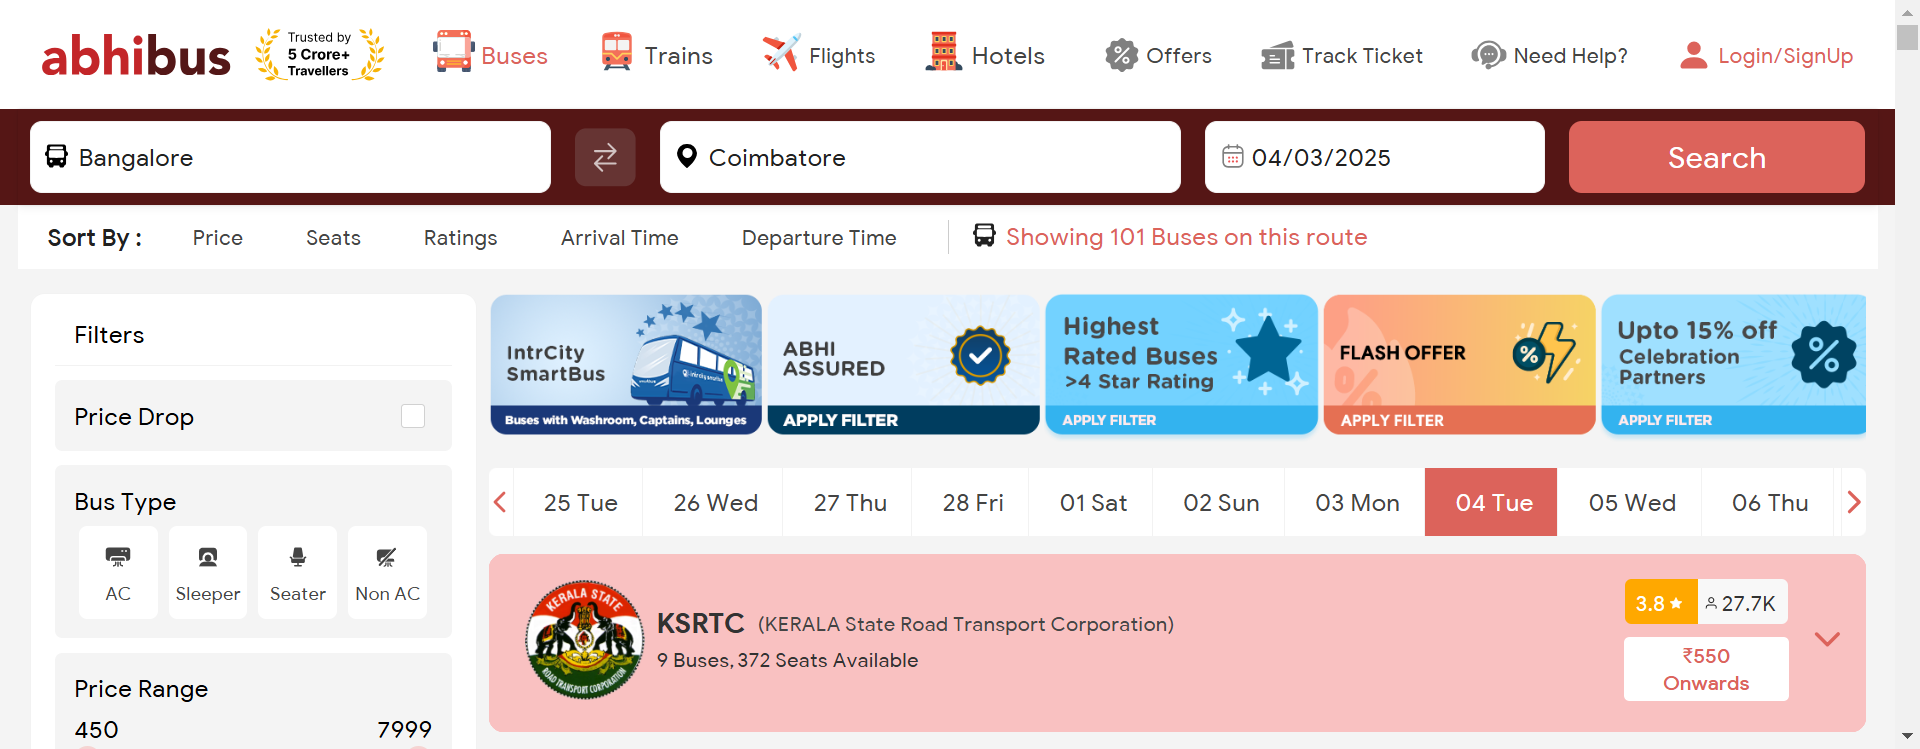 abhibus
Trusted by
5 Crore+
Travellers
Buses
Trains
Flights
Hotels
Offers
Track Ticket
Need Help?
Login/SignUp
Bangalore
Coimbatore
04/03/2025
Search
Sort By :
Price
Seats
Ratings
Arrival Time
Departure Time
Showing 101 Buses on this route
Filters
Price Drop
Bus Type
AC
Sleeper
Seater
Non AC
Price Range
450
7999
IntrCity
SmartBus
Buses with Washroom, Captains, Lounges
ABHI
ASSURED
APPLY FILTER
Highest
Rated Buses
>4 Star Rating
APPLY FILTER
FLASH OFFER
APPLY FILTER
Upto 15% off
Celebration
Partners
APPLY FILTER
25 Tue
26 Wed
27 Thu
28 Fri
01 Sat
02 Sun
03 Mon
04 Tue
05 Wed
06 Thu
KERALA STATE
ROAD TRANSPORT CORPORATION
KSRTC (KERALA State Road Transport Corporation)
9 Buses, 372 Seats Available
3.8
27.7K
₹550
Onwards